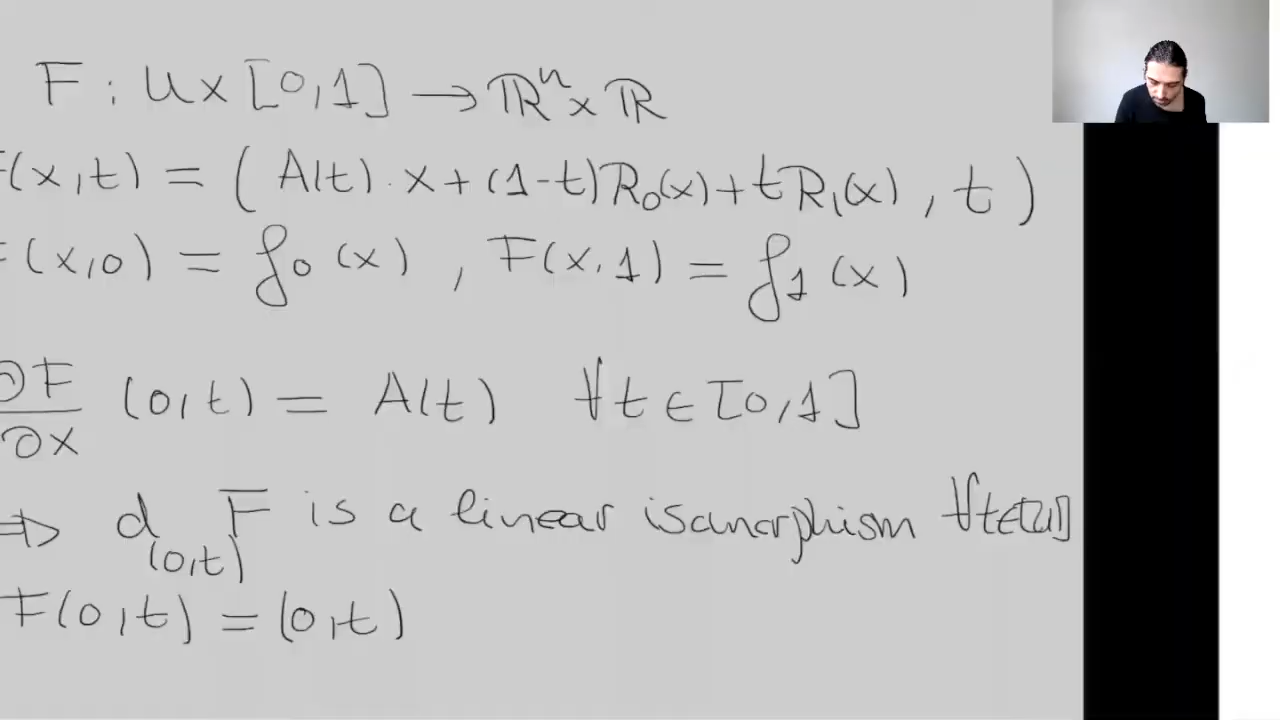 F : U x [0,1] → ℝⁿ x ℝ
F(x,t) = ( A(t) · x + (1-t)R₀(x) + tR₁(x) , t )
F(x,0) = f₀(x) , F(x,1) = f₁(x)
∂F/∂x (0,t) = A(t) ∀t ∈ [0,1]
⇒ d₍₀,ₜ₎F is a linear isomorphism ∀t∈[0,1]
F(0,t) = (0,t)